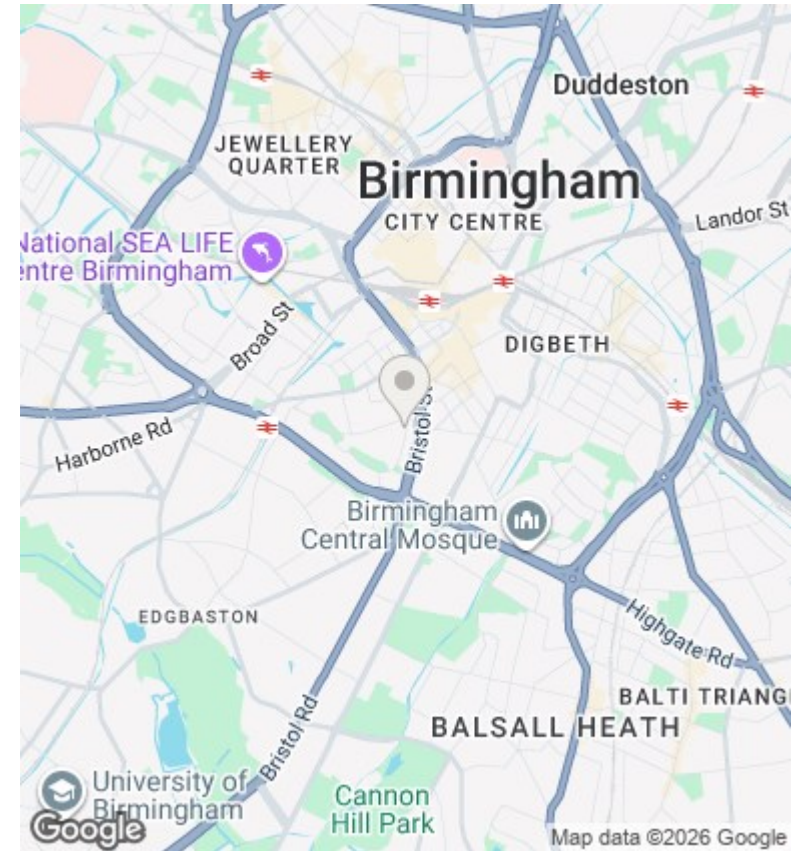 Duddeston
JEWELLERY
QUARTER
Birmingham
CITY CENTRE
Landor St
National SEA LIFE
entre Birmingham
Broad St
DIGBETH
Bristol St
Harborne Rd
Birmingham
Central Mosque
EDGBASTON
Highgate Rd
BALTI TRIANG
BALSALL HEATH
Bristol Rd
University of
Birmingham
Cannon
Hill Park
Google
Map data ©2026 Google